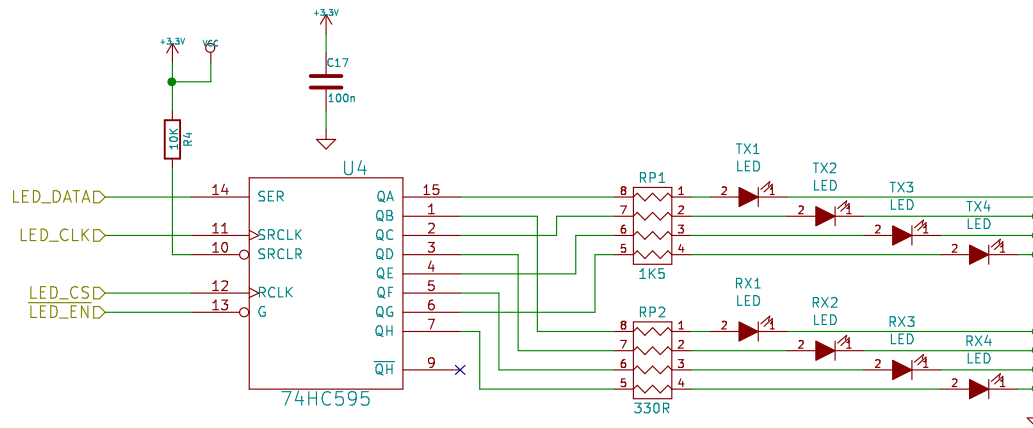 +3.3V
+3.3V
VCC
C17
100n
10K
R4
U4
LED_DATA
14
SER
QA
15
QB
1
LED_CLK
11
SRCLK
QC
2
10
SRCLR
QD
3
QE
4
LED_CS
12
RCLK
QF
5
LED_EN
13
G
QG
6
QH
7
QH
9
74HC595
RP1
8 1
7 2
6 3
5 4
1K5
TX1
LED
2 1
TX2
LED
2 1
TX3
LED
2 1
TX4
LED
2 1
RP2
8 1
7 2
6 3
5 4
330R
RX1
LED
2 1
RX2
LED
2 1
RX3
LED
2 1
RX4
LED
2 1